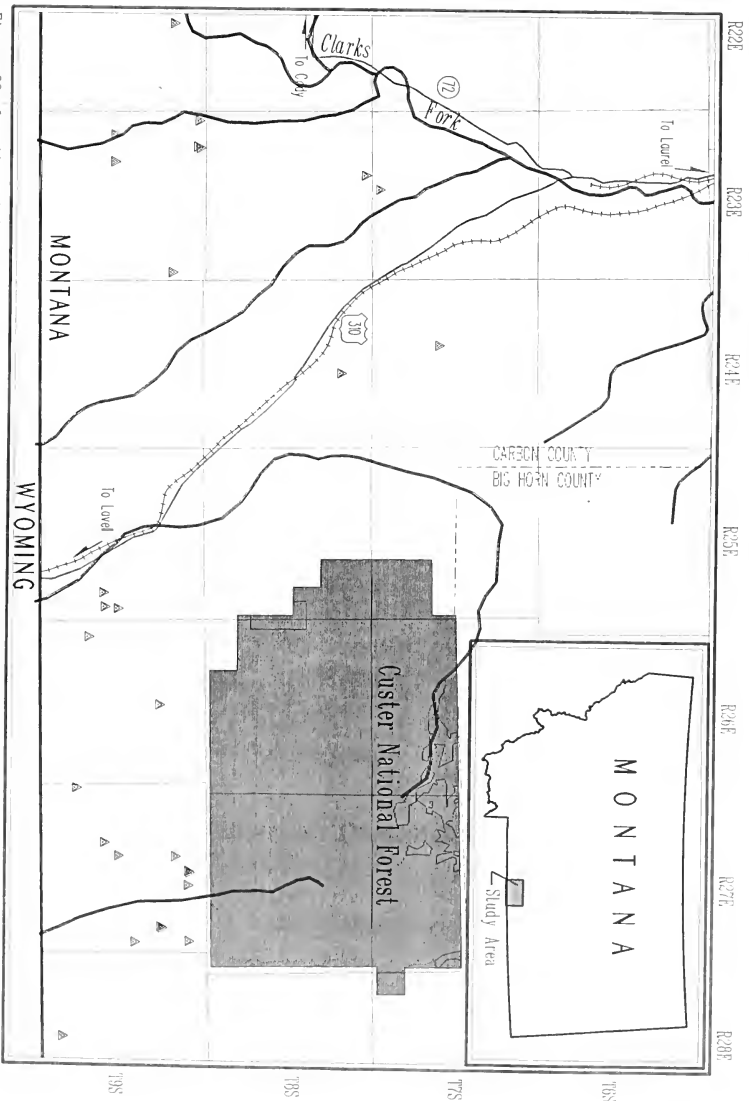 R22E
R23E
R24E
R25E
R26E
R27E
R28E
T6S
T7S
T8S
T9S
To Laurel
Clarks
Fork
72
To Cody
310
CARBON COUNTY
BIG HORN COUNTY
MONTANA
WYOMING
To Lovel
Custer National Forest
MONTANA
Study Area